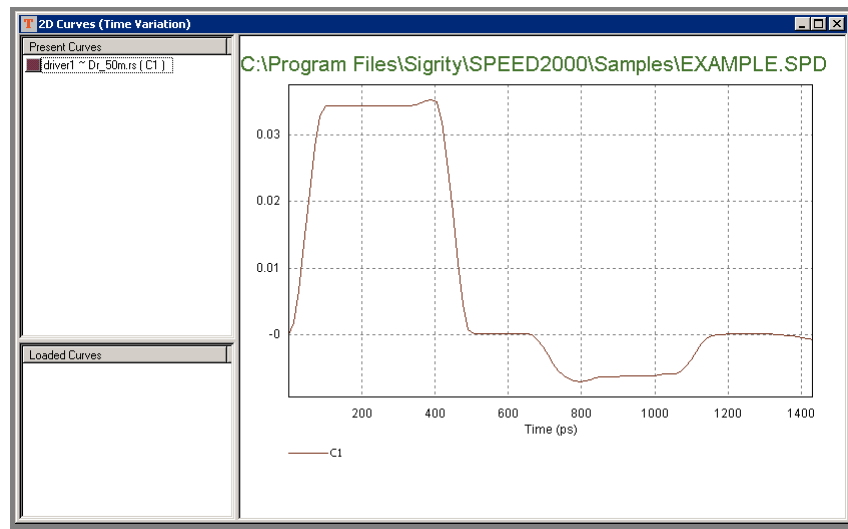 2D Curves (Time Variation)
Present Curves
driver1 ~ Dr_50m.rs ( C1 )
Loaded Curves
C:\Program Files\Sigrity\SPEED2000\Samples\EXAMPLE.SPD
0.03
0.02
0.01
-0
200 400 600 800 1000 1200 1400
Time (ps)
C1